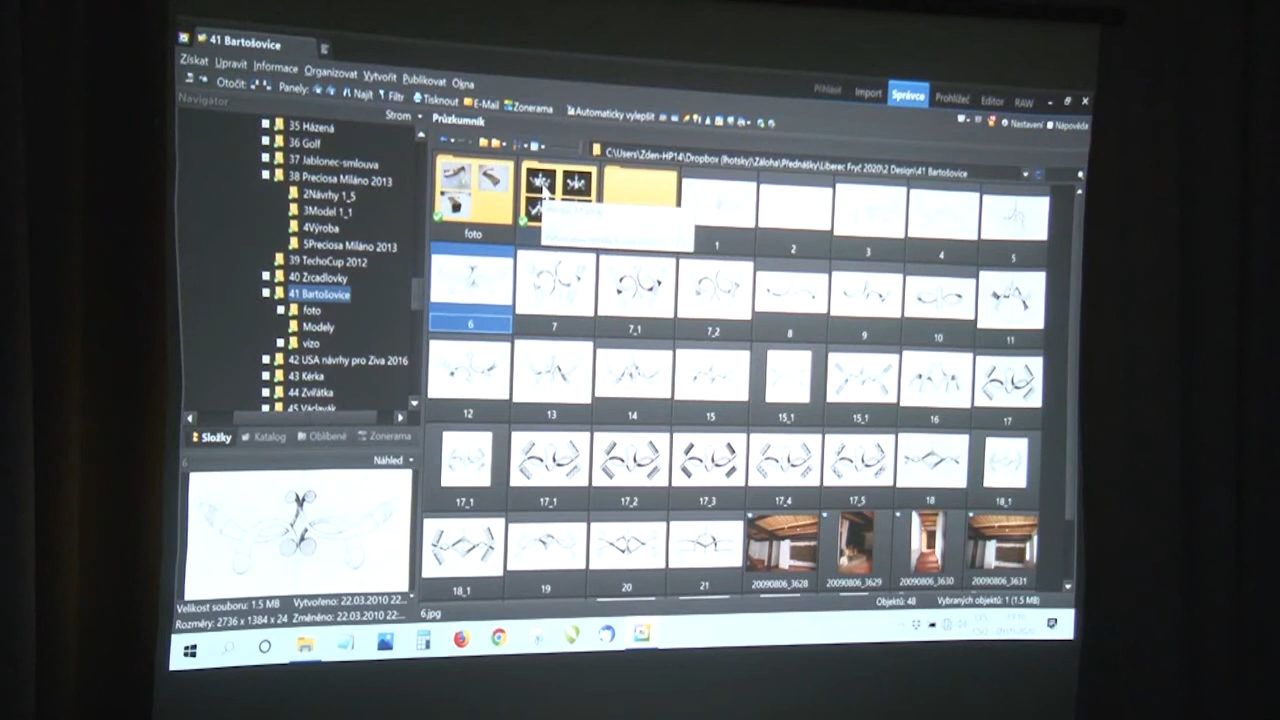 41 Bartošovice
Získat Upravit Informace Organizovat Vytvořit Publikovat Okna
Import Správce Prohlížeč Editor RAW
Otočit: Panely: Najít Filtr Tisknout E-Mail Zonerama Automaticky vylepšit
Nastavení Nápověda
Navigátor
Strom
Průzkumník
C:\Users\Zden-HP14\Dropbox (lhotsky)\Záloha\Přednášky\Liberec Fryč 2020\2 Design\41 Bartošovice
35 Házená
36 Golf
37 Jablonec-smlouva
38 Preciosa Miláno 2013
2Návrhy 1_5
3Model 1_1
4Výroba
5Preciosa Miláno 2013
39 TechoCup 2012
40 Zrcadlovky
41 Bartošovice
foto
Modely
vizo
42 USA návrhy pro Ziva 2016
43 Kérka
44 Zvířátka
45 Václavák
Složky Katalog Oblíbené Zonerama
Náhled
6
Velikost souboru: 1.5 MB Vytvořeno: 22.03.2010 22...
Rozměry: 2736 x 1384 x 24 Změněno: 22.03.2010 22:...
foto 1 2 3 4 5
6 7 7_1 7_2 8 9 10 11
12 13 14 15 15_1 15_1 16 17
17_1 17_1 17_2 17_3 17_4 17_5 18 18_1
18_1 19 20 21 20090806_3628 20090806_3629 20090806_3630 20090806_3631
6.jpg
Objektů: 48 Vybraných objektů: 1 (1.5 MB)